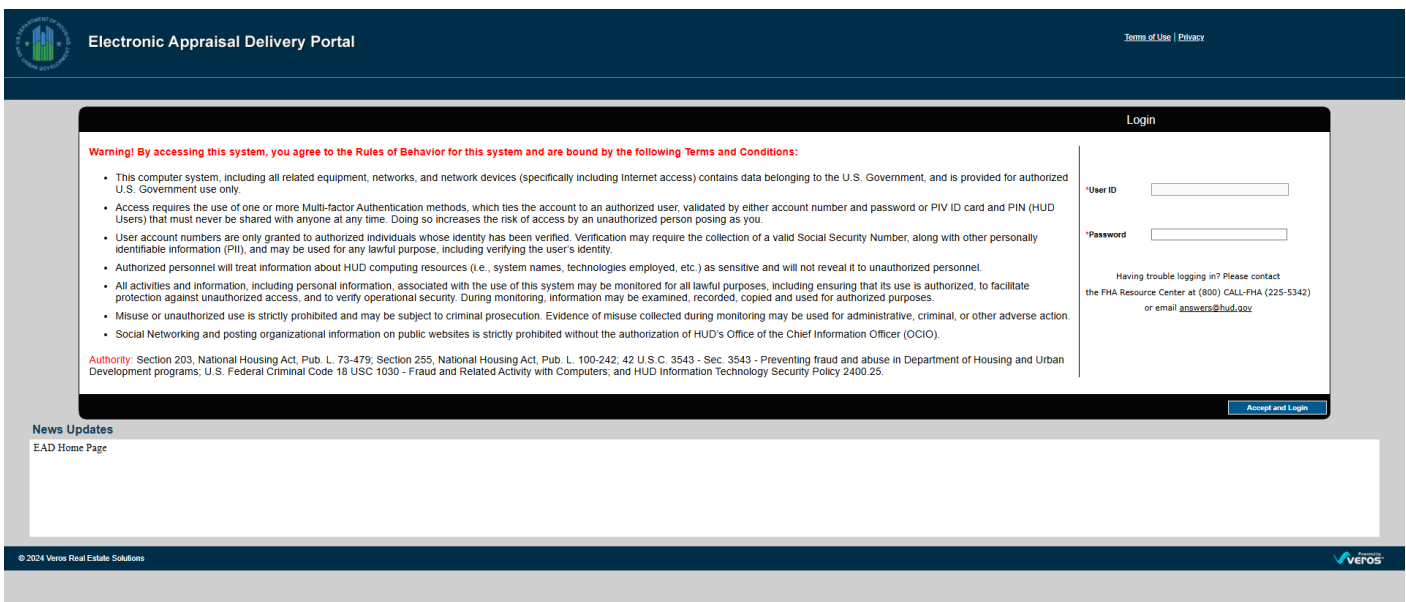 U.S. DEPARTMENT OF HOUSING AND URBAN DEVELOPMENT
Electronic Appraisal Delivery Portal
Terms of Use | Privacy
Login
Warning! By accessing this system, you agree to the Rules of Behavior for this system and are bound by the following Terms and Conditions:
• This computer system, including all related equipment, networks, and network devices (specifically including Internet access) contains data belonging to the U.S. Government, and is provided for authorized
U.S. Government use only.
• Access requires the use of one or more Multi-factor Authentication methods, which ties the account to an authorized user, validated by either account number and password or PIV ID card and PIN (HUD
Users) that must never be shared with anyone at any time. Doing so increases the risk of access by an unauthorized person posing as you.
• User account numbers are only granted to authorized individuals whose identity has been verified. Verification may require the collection of a valid Social Security Number, along with other personally
identifiable information (PII), and may be used for any lawful purpose, including verifying the user's identity.
• Authorized personnel will treat information about HUD computing resources (i.e., system names, technologies employed, etc.) as sensitive and will not reveal it to unauthorized personnel.
• All activities and information, including personal information, associated with the use of this system may be monitored for all lawful purposes, including ensuring that its use is authorized, to facilitate
protection against unauthorized access, and to verify operational security. During monitoring, information may be examined, recorded, copied and used for authorized purposes.
• Misuse or unauthorized use is strictly prohibited and may be subject to criminal prosecution. Evidence of misuse collected during monitoring may be used for administrative, criminal, or other adverse action.
• Social Networking and posting organizational information on public websites is strictly prohibited without the authorization of HUD's Office of the Chief Information Officer (OCIO).
Authority: Section 203, National Housing Act, Pub. L. 73-479; Section 255, National Housing Act, Pub. L. 100-242; 42 U.S.C. 3543 - Sec. 3543 - Preventing fraud and abuse in Department of Housing and Urban
Development programs; U.S. Federal Criminal Code 18 USC 1030 - Fraud and Related Activity with Computers; and HUD Information Technology Security Policy 2400.25.
*User ID
*Password
Having trouble logging in? Please contact
the FHA Resource Center at (800) CALL-FHA (225-5342)
or email answers@hud.gov
Accept and Login
News Updates
EAD Home Page
© 2024 Veros Real Estate Solutions
Powered by
veros